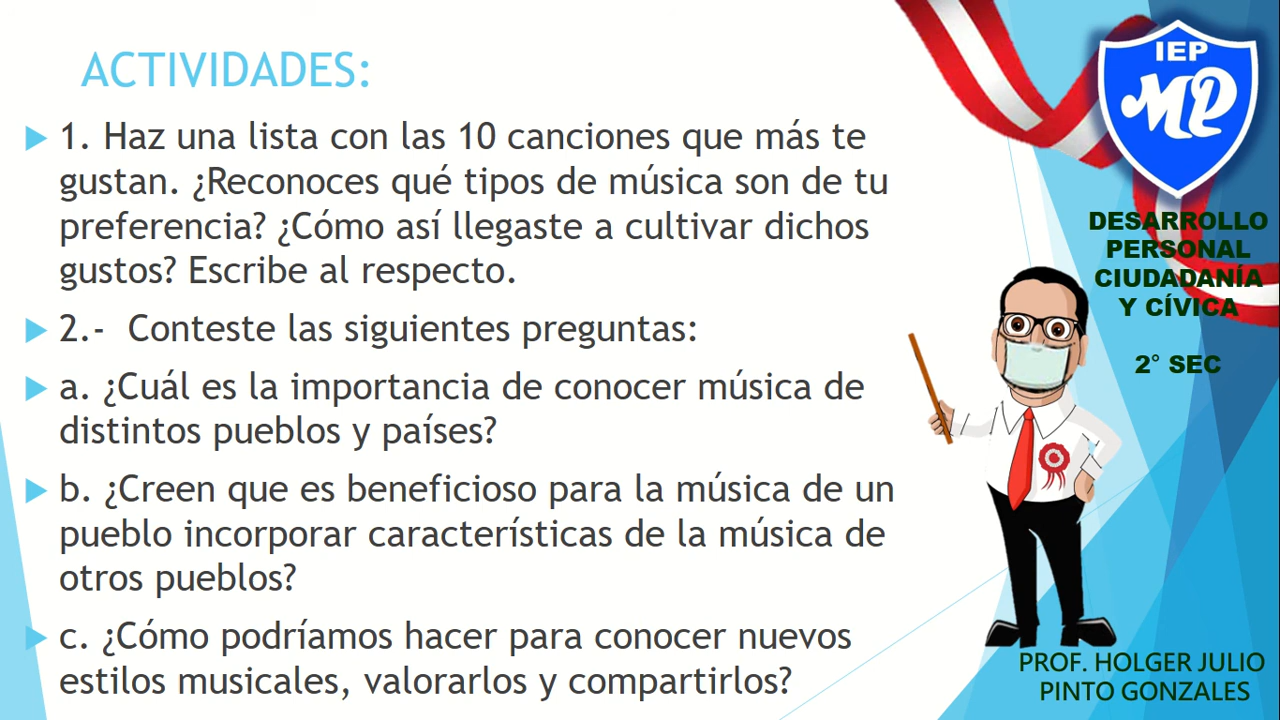 ACTIVIDADES:
1. Haz una lista con las 10 canciones que más te
gustan. ¿Reconoces qué tipos de música son de tu
preferencia? ¿Cómo así llegaste a cultivar dichos
gustos? Escribe al respecto.
2.- Conteste las siguientes preguntas:
a. ¿Cuál es la importancia de conocer música de
distintos pueblos y países?
b. ¿Creen que es beneficioso para la música de un
pueblo incorporar características de la música de
otros pueblos?
c. ¿Cómo podríamos hacer para conocer nuevos
estilos musicales, valorarlos y compartirlos?
IEP
MP
DESARROLLO
PERSONAL
CIUDADANÍA
Y CÍVICA
2° SEC
PROF. HOLGER JULIO
PINTO GONZALES